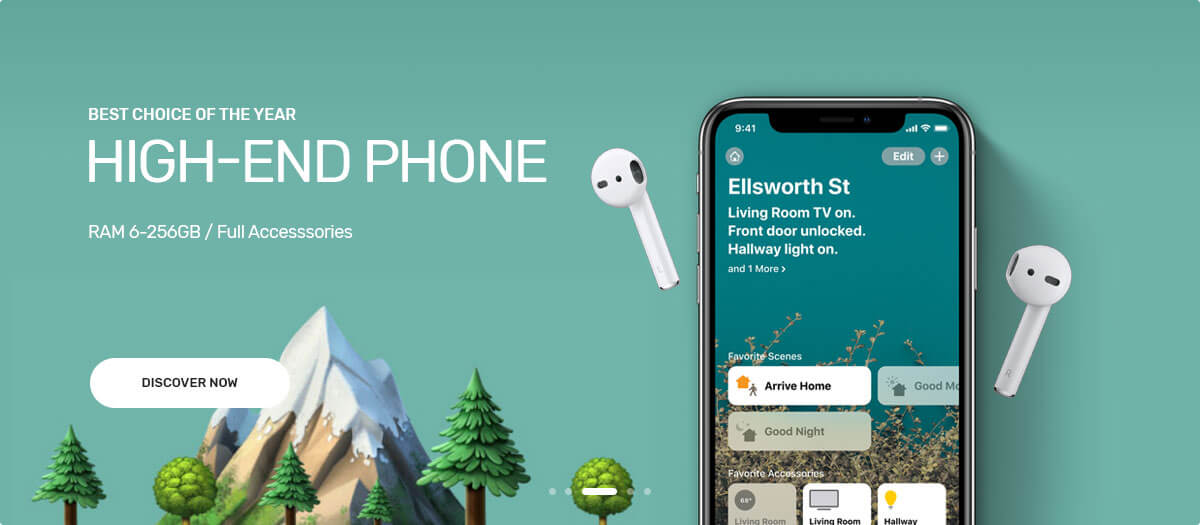 BEST CHOICE OF THE YEAR
HIGH-END PHONE
RAM 6-256GB / Full Accesssories
DISCOVER NOW
9:41
Edit
Ellsworth St
Living Room TV on.
Front door unlocked.
Hallway light on.
and 1 More >
Favorite Scenes
Arrive Home
Good Mo
Good Night
Favorite Accessories
68°
Living Room
Living Room
Hallway
R